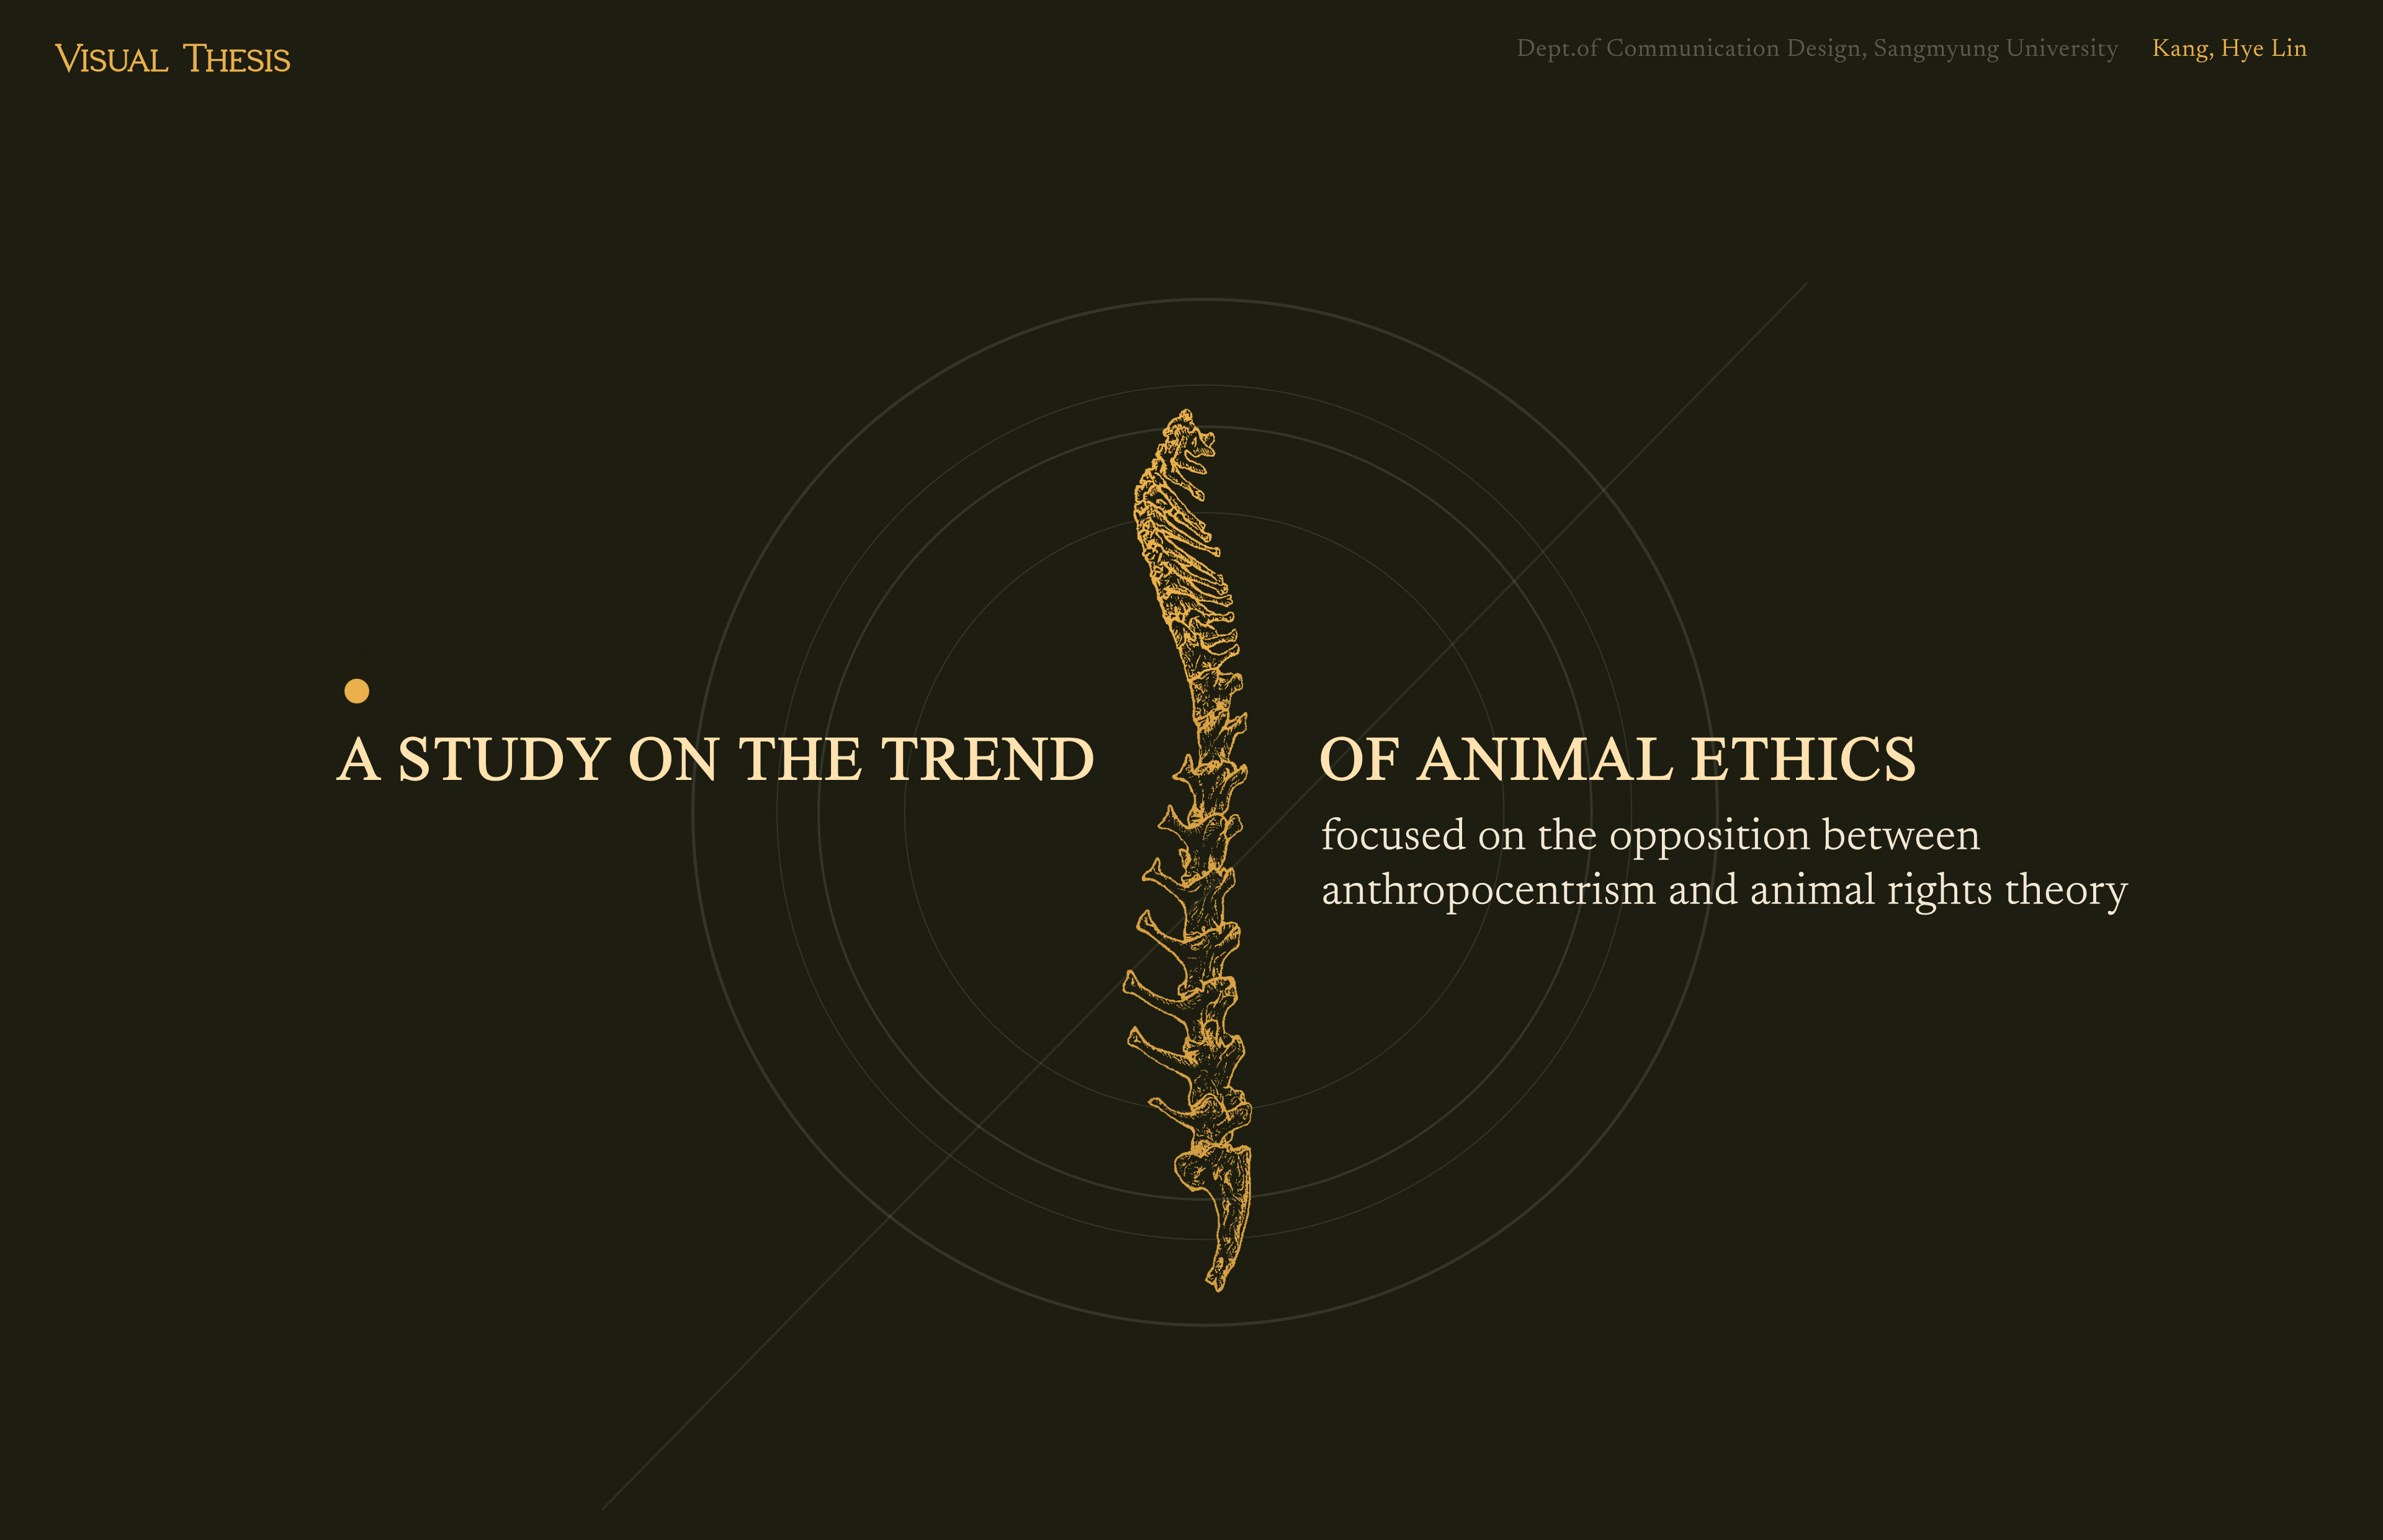 Visual Thesis
Dept.of Communication Design, Sangmyung University Kang, Hye Lin
A STUDY ON THE TREND OF ANIMAL ETHICS
focused on the opposition between
anthropocentrism and animal rights theory